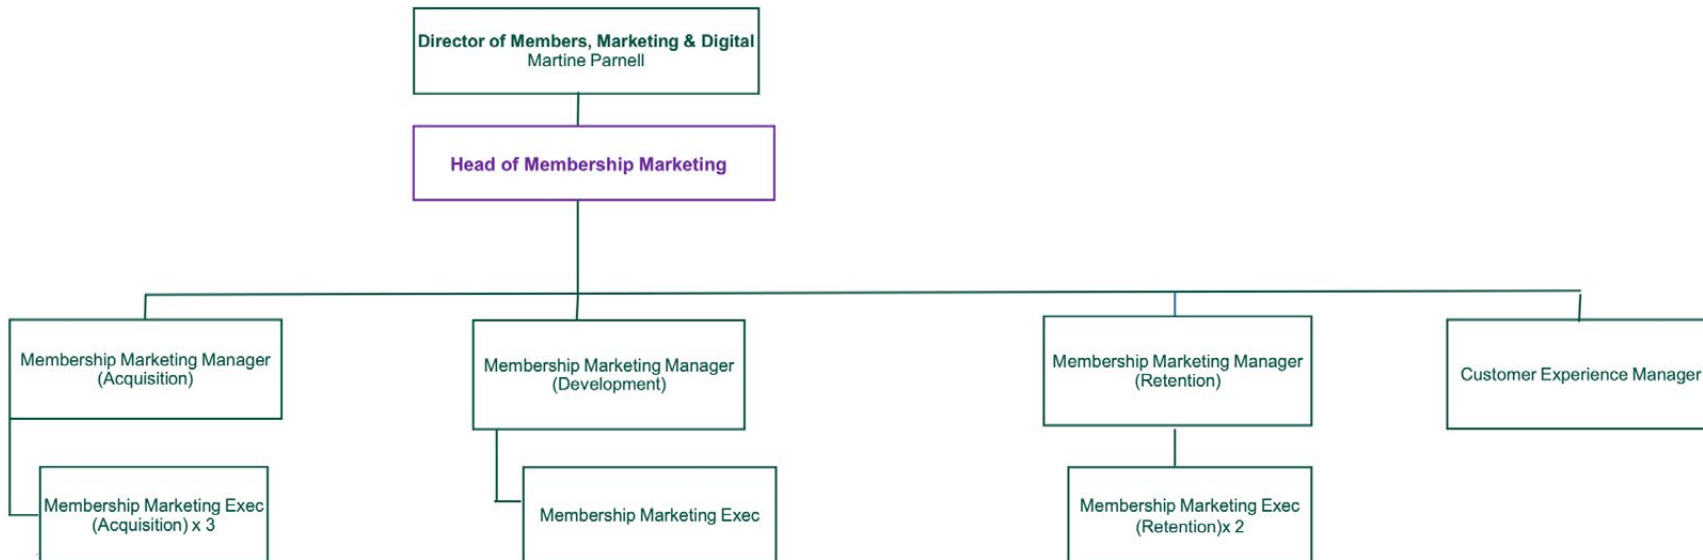 Director of Members, Marketing & Digital
Martine Parnell
Head of Membership Marketing
Membership Marketing Manager
(Acquisition)
Membership Marketing Manager
(Development)
Membership Marketing Manager
(Retention)
Customer Experience Manager
Membership Marketing Exec
(Acquisition) x 3
Membership Marketing Exec
Membership Marketing Exec
(Retention)x 2